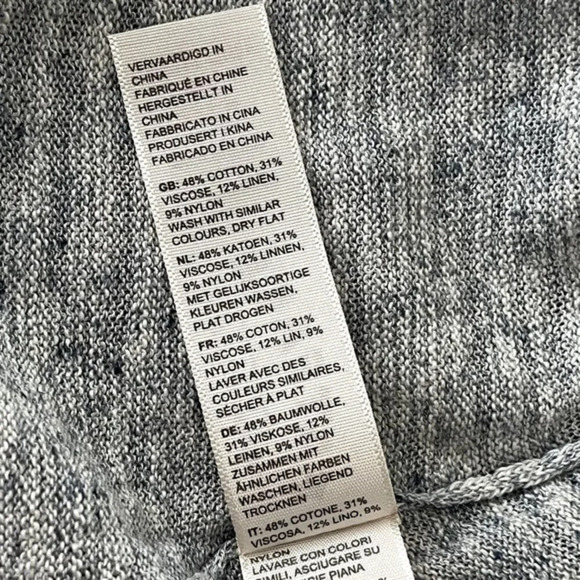 VERVAARDIGD IN
CHINA
FABRIQUÉ EN CHINE
HERGESTELLT IN
CHINA
FABBRICATO IN CINA
PRODUSERT I KINA
FABRICADO EN CHINA
GB: 48% COTTON, 31%
VISCOSE, 12% LINEN,
9% NYLON
WASH WITH SIMILAR
COLOURS, DRY FLAT
NL: 48% KATOEN, 31%
VISCOSE, 12% LINNEN,
9% NYLON
MET GELIJKSOORTIGE
KLEUREN WASSEN,
PLAT DROGEN
FR: 48% COTON, 31%
VISCOSE, 12% LIN, 9%
NYLON
LAVER AVEC DES
COULEURS SIMILAIRES,
SÉCHER À PLAT
DE: 48% BAUMWOLLE,
31% VISKOSE, 12%
LEINEN, 9% NYLON
ZUSAMMEN MIT
ÄHNLICHEN FARBEN
WASCHEN, LIEGEND
TROCKNEN
IT: 48% COTONE, 31%
VISCOSA, 12% LINO, 9%
NYLON
LAVARE CON COLORI
SIMILI, ASCIUGARE SU
PIANA